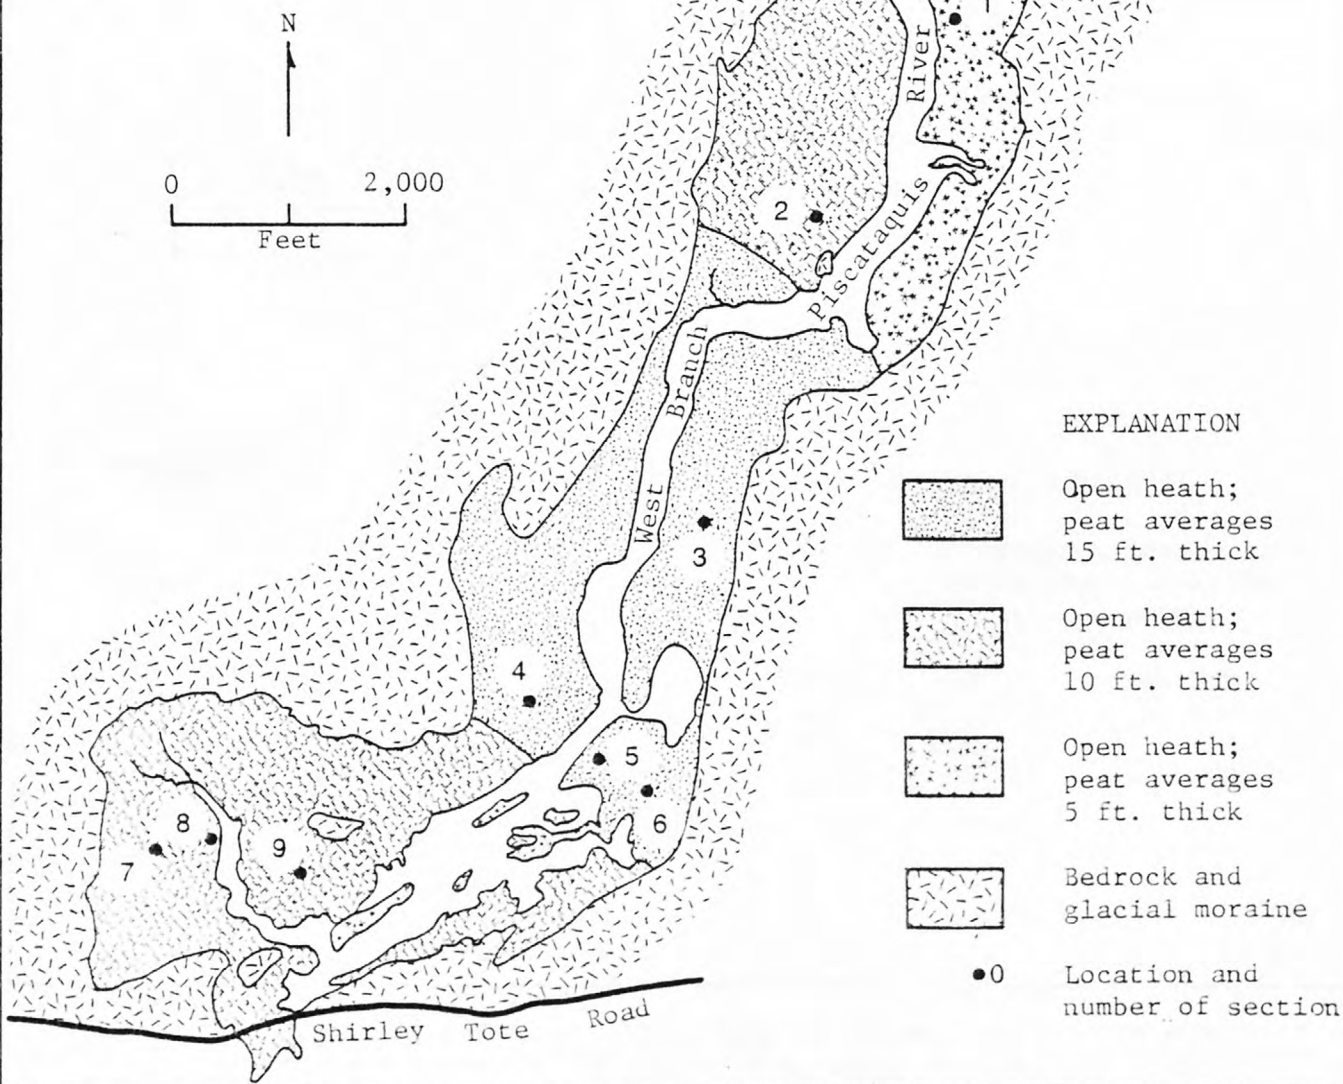 N
0 2,000
Feet
River
Piscataquis
Branch
West
2
3
4
5
6
7
8
9
Shirley Tote Road
EXPLANATION
Open heath;
peat averages
15 ft. thick
Open heath;
peat averages
10 ft. thick
Open heath;
peat averages
5 ft. thick
Bedrock and
glacial moraine
0 Location and
number of section